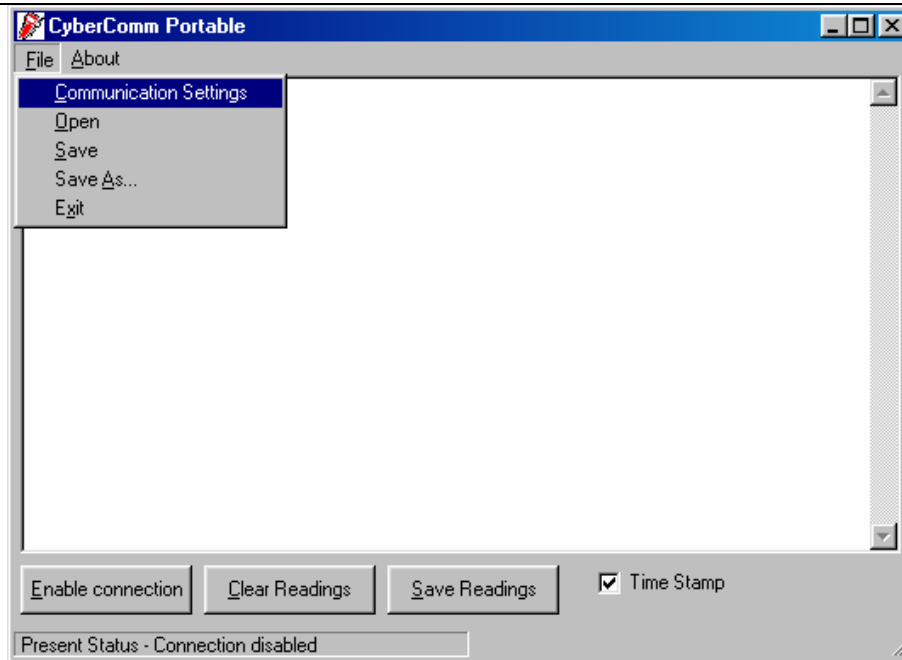 CyberComm Portable
File About
Communication Settings
Open
Save
Save As...
Exit
Enable connection Clear Readings Save Readings Time Stamp
Present Status - Connection disabled